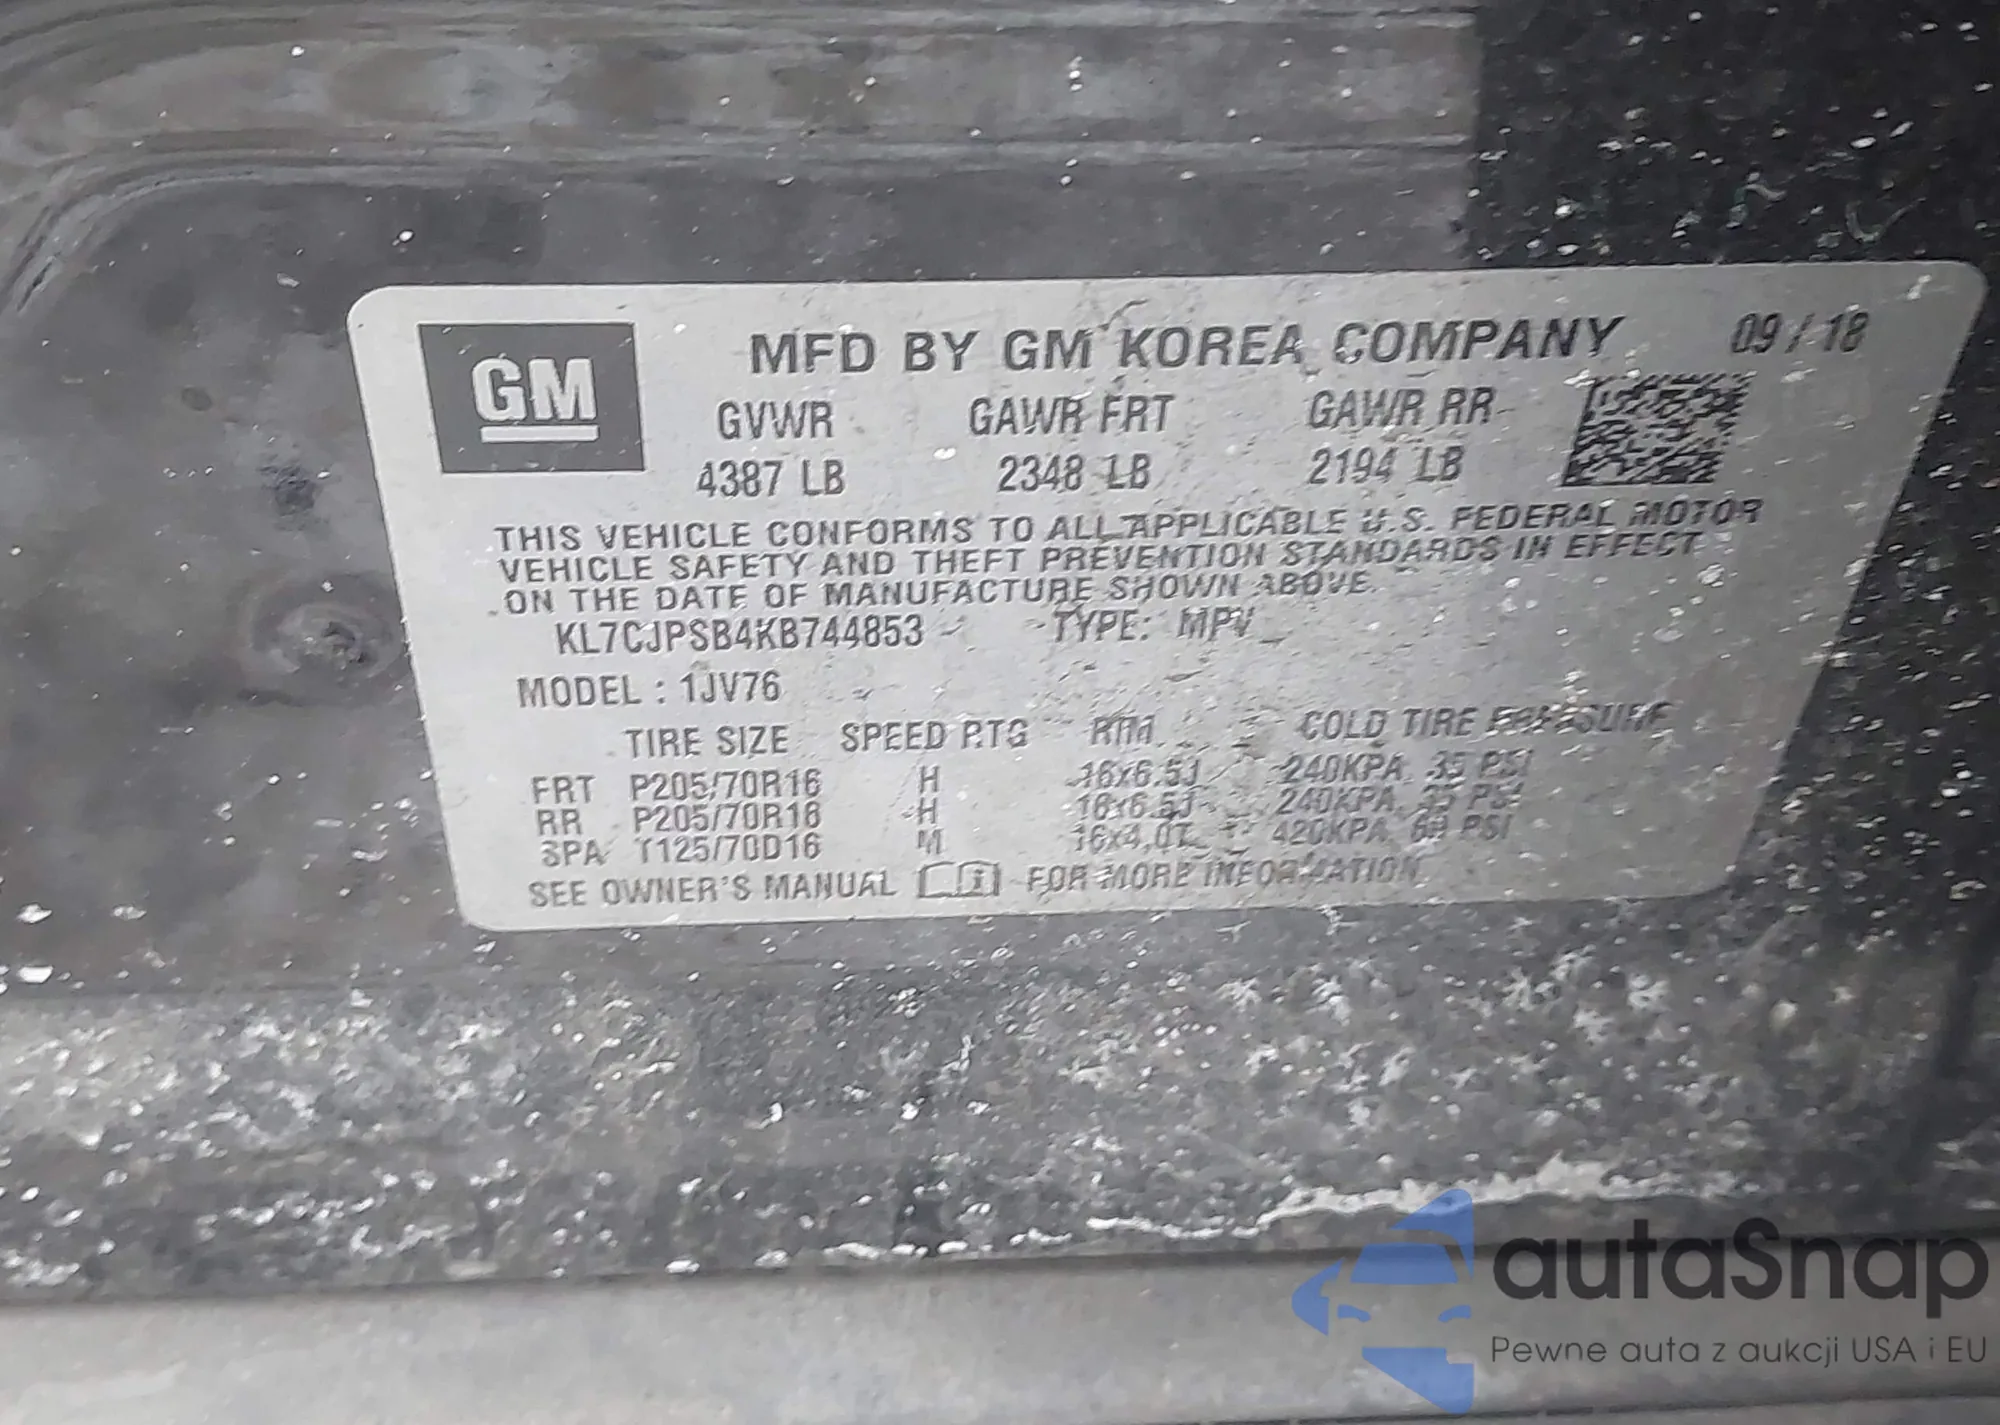 GM
MFD BY GM KOREA COMPANY 09/18
GVWR GAWR FRT GAWR RR
4387 LB 2348 LB 2194 LB
THIS VEHICLE CONFORMS TO ALL APPLICABLE U.S. FEDERAL MOTOR
VEHICLE SAFETY AND THEFT PREVENTION STANDARDS IN EFFECT
ON THE DATE OF MANUFACTURE SHOWN ABOVE.
KL7CJPSB4KB744853 TYPE: MPV
MODEL : 1JV76
TIRE SIZE SPEED RTG RIM COLD TIRE PRESSURE
FRT P205/70R16 H 16x6.5J 240KPA, 35 PSI
RR P205/70R16 H 16x6.5J 240KPA, 35 PSI
SPA T125/70D16 M 16x4.0T 420KPA, 60 PSI
SEE OWNER'S MANUAL FOR MORE INFORMATION
autaSnap
Pewne auta z aukcji USA i EU